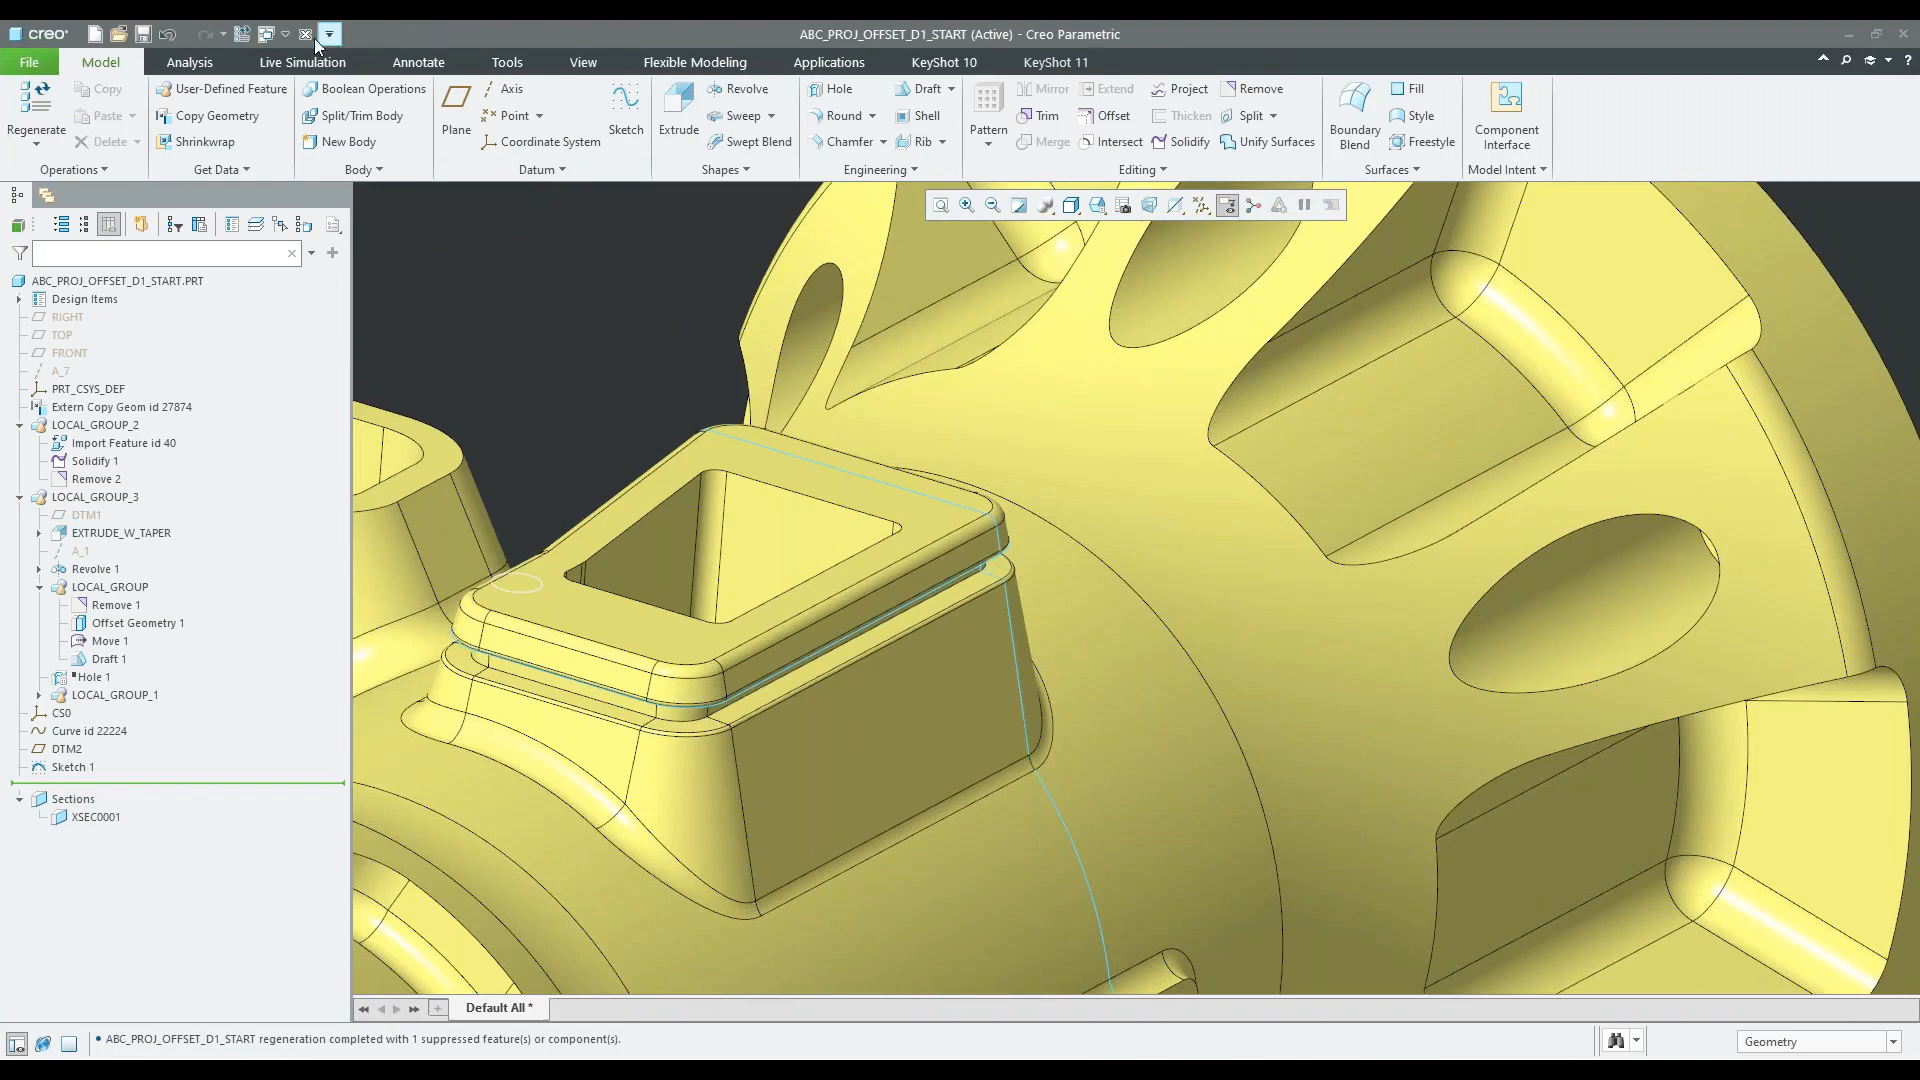 creo
ABC_PROJ_OFFSET_D1_START (Active) - Creo Parametric
File Model Analysis Live Simulation Annotate Tools View Flexible Modeling Applications KeyShot 10 KeyShot 11
Regenerate
Copy
Paste
Delete
Operations
User-Defined Feature
Copy Geometry
Shrinkwrap
Get Data
Boolean Operations
Split/Trim Body
New Body
Body
Plane
Axis
Point
Coordinate System
Sketch
Datum
Extrude
Revolve
Sweep
Swept Blend
Shapes
Hole
Round
Chamfer
Draft
Shell
Rib
Engineering
Pattern
Mirror
Trim
Merge
Extend
Offset
Intersect
Project
Thicken
Solidify
Remove
Split
Unify Surfaces
Editing
Boundary
Blend
Fill
Style
Freestyle
Surfaces
Component
Interface
Model Intent
ABC_PROJ_OFFSET_D1_START.PRT
Design Items
RIGHT
TOP
FRONT
A_7
PRT_CSYS_DEF
Extern Copy Geom id 27874
LOCAL_GROUP_2
Import Feature id 40
Solidify 1
Remove 2
LOCAL_GROUP_3
DTM1
EXTRUDE_W_TAPER
A_1
Revolve 1
LOCAL_GROUP
Remove 1
Offset Geometry 1
Move 1
Draft 1
Hole 1
LOCAL_GROUP_1
CS0
Curve id 22224
DTM2
Sketch 1
Sections
XSEC0001
Default All *
• ABC_PROJ_OFFSET_D1_START regeneration completed with 1 suppressed feature(s) or component(s).
Geometry